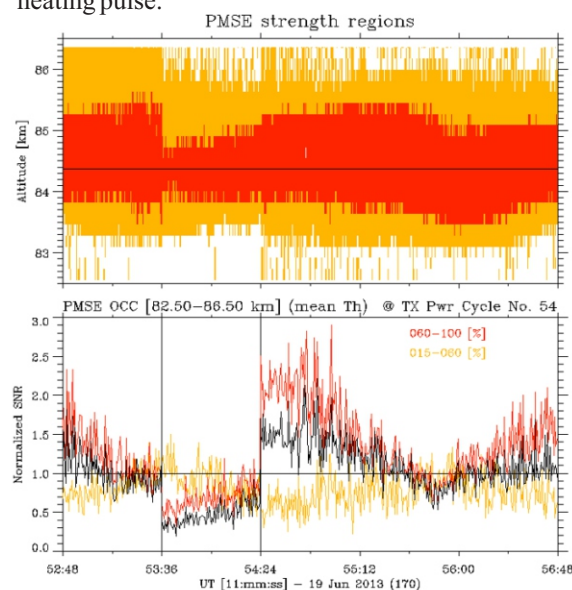 heating pulse.
PMSE strength regions
86
85
84
83
Altitude [km]
PMSE OCC [82.50-86.50 km] (mean Th) @ TX Pwr Cycle No. 54
060-100 [%]
015-060 [%]
3.0
2.5
2.0
1.5
1.0
0.5
0.0
Normalized SNR
52:48 53:36 54:24 55:12 56:00 56:48
UT [11:mm:ss] - 19 Jun 2013 (170)